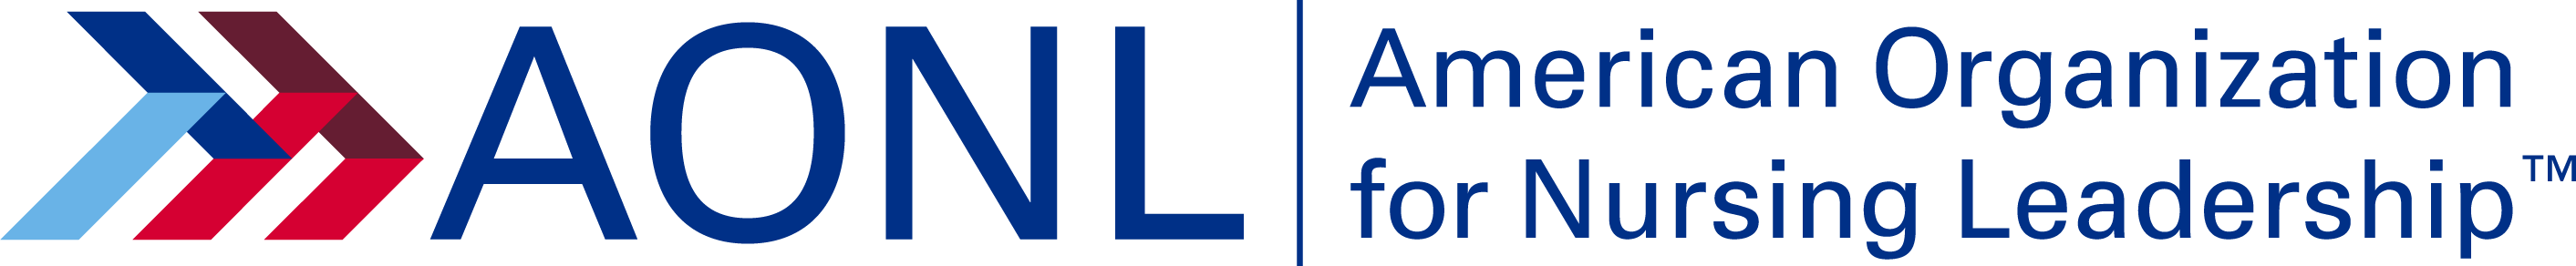 AONL
American Organization
for Nursing Leadership™